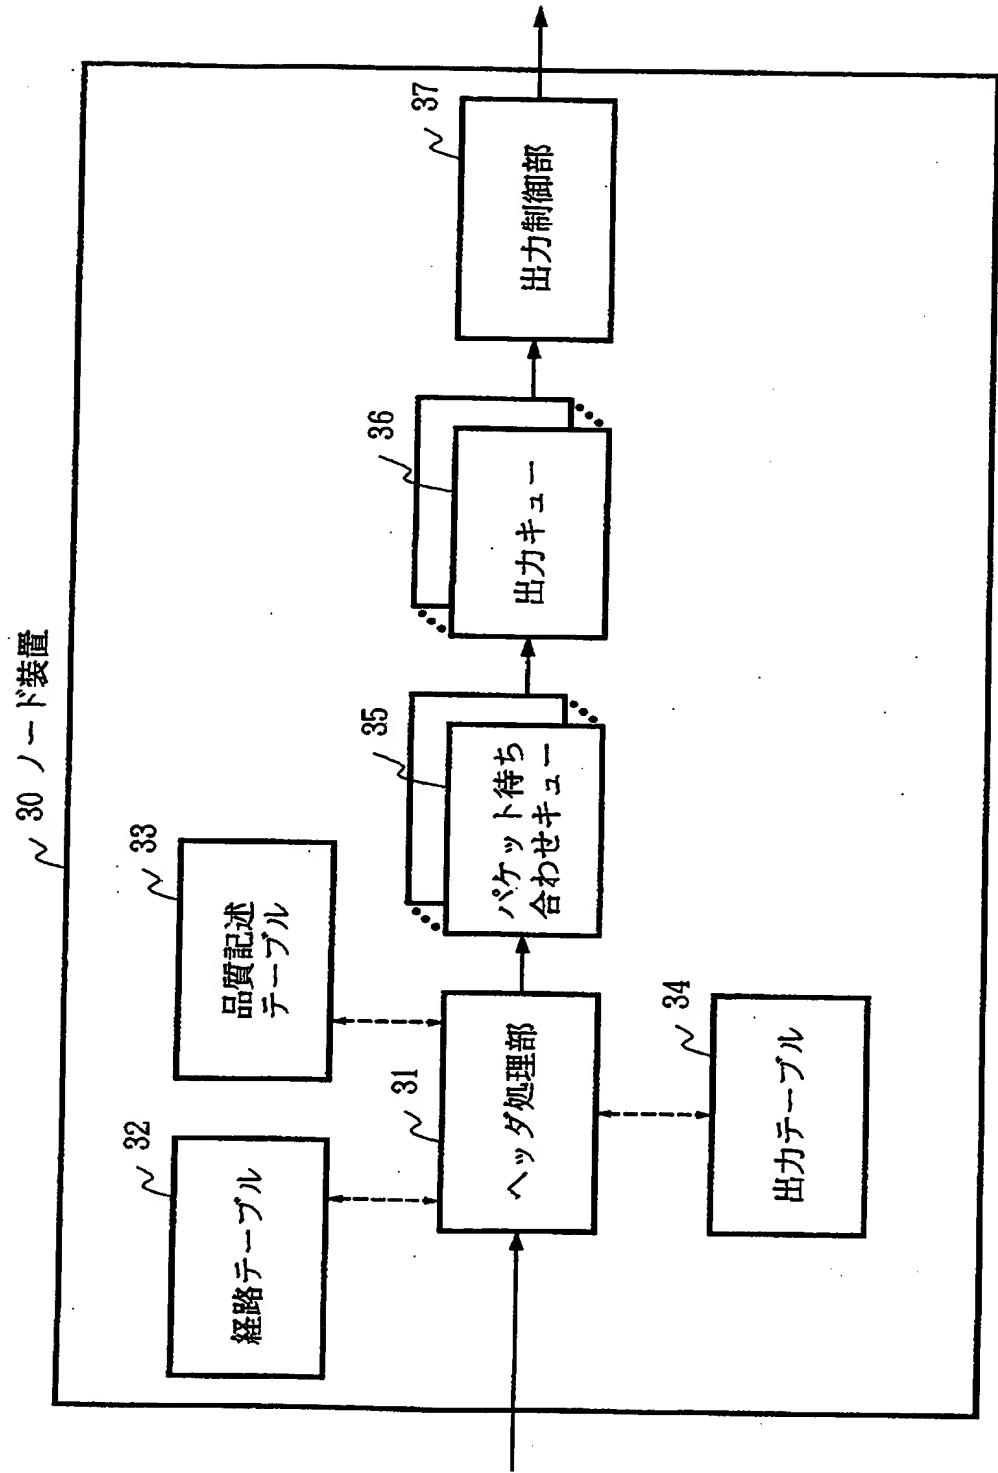 30 ノード装置
32
経路テーブル
33
品質記述
テーブル
31
ヘッダ処理部
34
出力テーブル
35
パケット待ち
合わせキュー
36
出力キュー
37
出力制御部